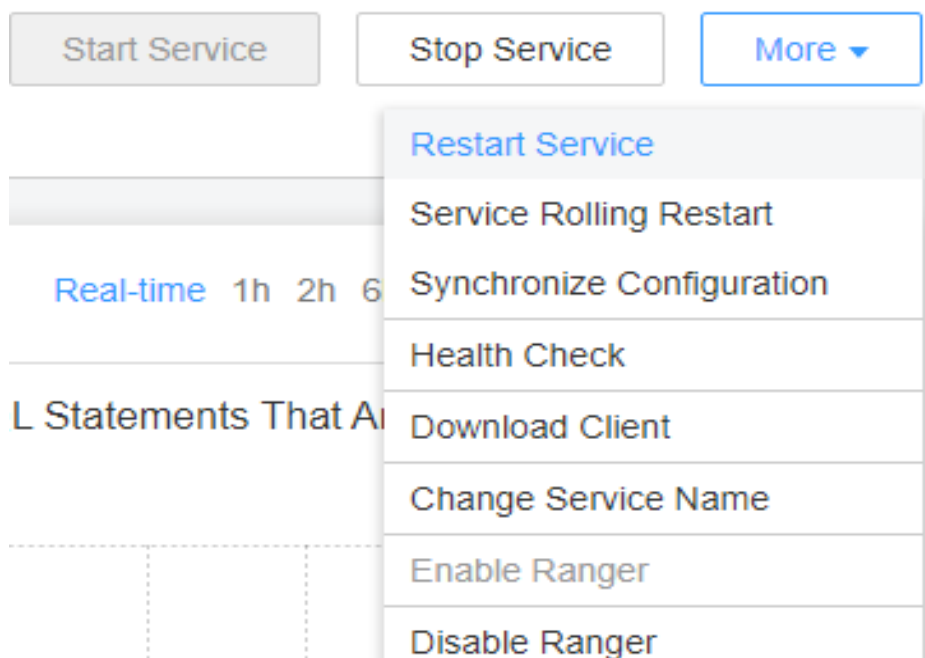 Start Service
Stop Service
More
Restart Service
Service Rolling Restart
Synchronize Configuration
Real-time 1h 2h 6
Health Check
L Statements That
Download Client
Change Service Name
Enable Ranger
Disable Ranger